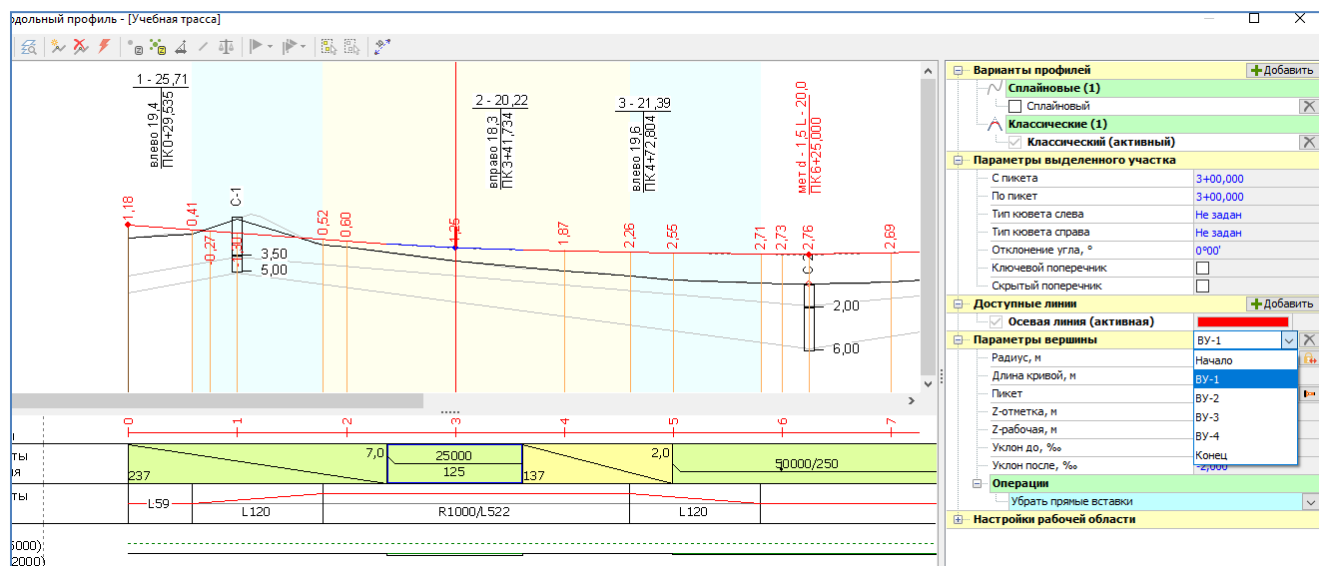 одольный профиль - [Учебная трасса]
1 - 25,71
влево 19,4
ПК0+29,535
2 - 20,22
вправо 18,3
ПК3+41,734
3 - 21,39
влево 19,6
ПК4+72,804
мет d - 1,5 L - 20,0
ПК6+25,000
1,18
0,41
-0,27
С-1
0,52
0,60
1,25
1,87
2,26
2,55
2,71
2,73
2,76
2,69
3,50
5,00
С-2
2,00
6,00
0
1
2
3
4
5
6
7
ы
ты
ия
237
7,0
25000
125
137
2,0
50000/250
ты
L59
L120
R1000/L522
L120
5000)
2000)
Варианты профилей
Добавить
Сплайновые (1)
Сплайновый
Классические (1)
Классический (активный)
Параметры выделенного участка
С пикета 3+00,000
По пикет 3+00,000
Тип кювета слева Не задан
Тип кювета справа Не задан
Отклонение угла, ° 0°00'
Ключевой поперечник
Скрытый поперечник
Доступные линии
Добавить
Осевая линия (активная)
Параметры вершины ВУ-1
Радиус, м
Длина кривой, м
Пикет
Z-отметка, м
Z-рабочая, м
Уклон до, ‰
Уклон после, ‰ -2,000
Начало
ВУ-1
ВУ-2
ВУ-3
ВУ-4
Конец
Операции
Убрать прямые вставки
Настройки рабочей области